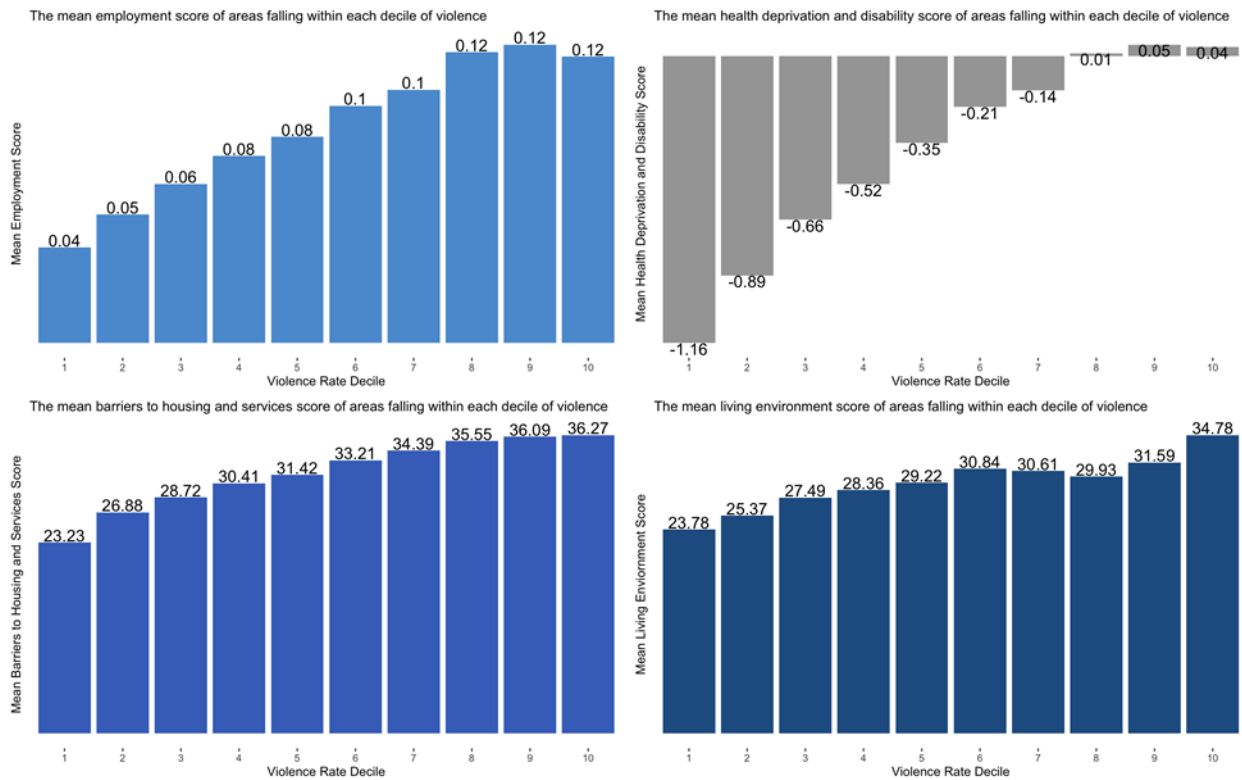 The mean employment score of areas falling within each decile of violence
Mean Employment Score
0.04
0.05
0.06
0.08
0.08
0.1
0.1
0.12
0.12
0.12
1 2 3 4 5 6 7 8 9 10
Violence Rate Decile
The mean health deprivation and disability score of areas falling within each decile of violence
Mean Health Deprivation and Disability Score
-1.16
-0.89
-0.66
-0.52
-0.35
-0.21
-0.14
0.01
0.05
0.04
1 2 3 4 5 6 7 8 9 10
Violence Rate Decile
The mean barriers to housing and services score of areas falling within each decile of violence
Mean Barriers to Housing and Services Score
23.23
26.88
28.72
30.41
31.42
33.21
34.39
35.55
36.09
36.27
1 2 3 4 5 6 7 8 9 10
Violence Rate Decile
The mean living environment score of areas falling within each decile of violence
Mean Living Enviornment Score
23.78
25.37
27.49
28.36
29.22
30.84
30.61
29.93
31.59
34.78
1 2 3 4 5 6 7 8 9 10
Violence Rate Decile